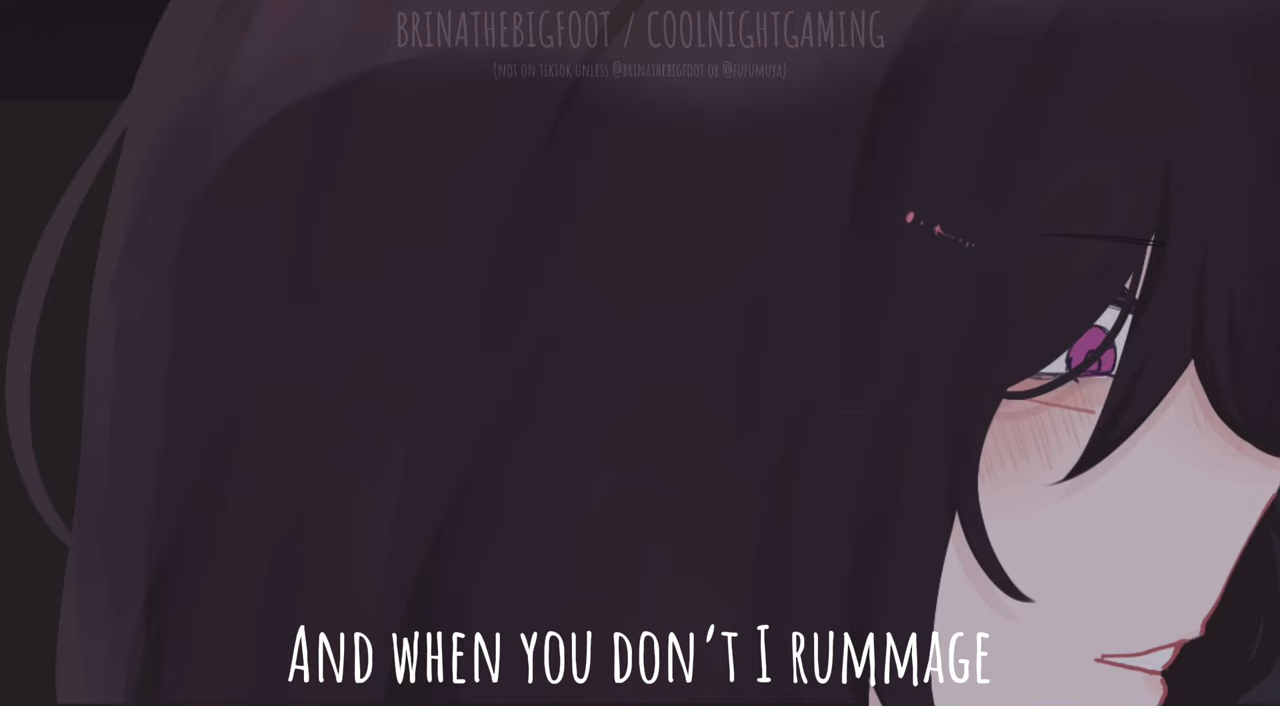 BRINATHEBIGFOOT / COOLNIGHTGAMING
(NOT ON TIKTOK UNLESS @BRINATHEBIGFOOT OR @FUFUMUYA)
AND WHEN YOU DON'T I RUMMAGE